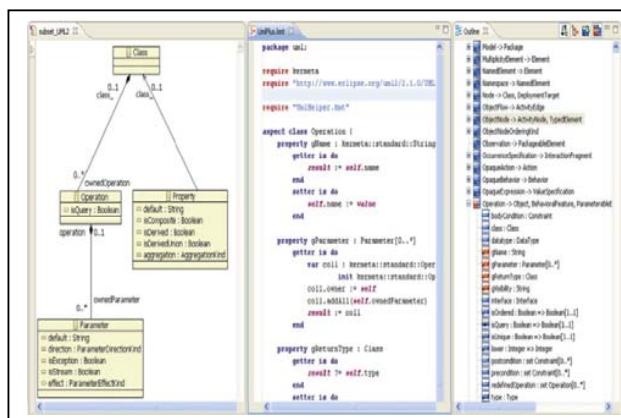 subset_UML2
Class
0..1
0..1
class_
class_
0..*
ownedOperation
Operation
isQuery : Boolean
operation
0..1
Property
default : String
isComposite : Boolean
isDerived : Boolean
isDerivedUnion : Boolean
aggregation : AggregationKind
0..*
ownedParameter
Parameter
default : String
direction : ParameterDirectionKind
isException : Boolean
isStream : Boolean
effect : ParameterEffectKind
package uml;
require kermeta
require "http://www.eclipse.org/uml2/2.1.0/UML
require
aspect class Operation {
property gName : kermeta::standard::String
getter is do
result := self.name
end
setter is do
self.name := value
end
property gParameter : Parameter[0..*]
getter is do
var coll : kermeta::standard::Oper
init kermeta::standard::Op
coll.owner := self
coll.addAll(self.ownedParameter)
result := coll
end
property gReturnType : Class
getter is do
result ?= self.type
end
setter is do
Outline
Model -> Package
MultiplicityElement -> Element
NamedElement -> Element
Namespace -> NamedElement
Node -> Class, DeploymentTarget
ObjectFlow -> ActivityEdge
ObjectNode -> ActivityNode, TypedElement
ObjectNodeOrderingKind
Observation -> PackageableElement
OccurrenceSpecification -> InteractionFragment
OpaqueAction -> Action
OpaqueBehavior -> Behavior
OpaqueExpression -> ValueSpecification
Operation -> Object, BehavioralFeature,
bodyCondition : Constraint
class : Class
datatype : DataType
gName : String
gParameter : Parameter[0..*]
gReturnType : Class
gVisibility : String
interface : Interface
isOrdered : Boolean => Boolean[1..1]
isQuery : Boolean => Boolean[1..1]
isUnique : Boolean => Boolean[1..1]
lower : Integer => Integer
postcondition : set Constraint[0..*]
precondition : set Constraint[0..*]
redefinedOperation : set Operation[0..*]
type : Type